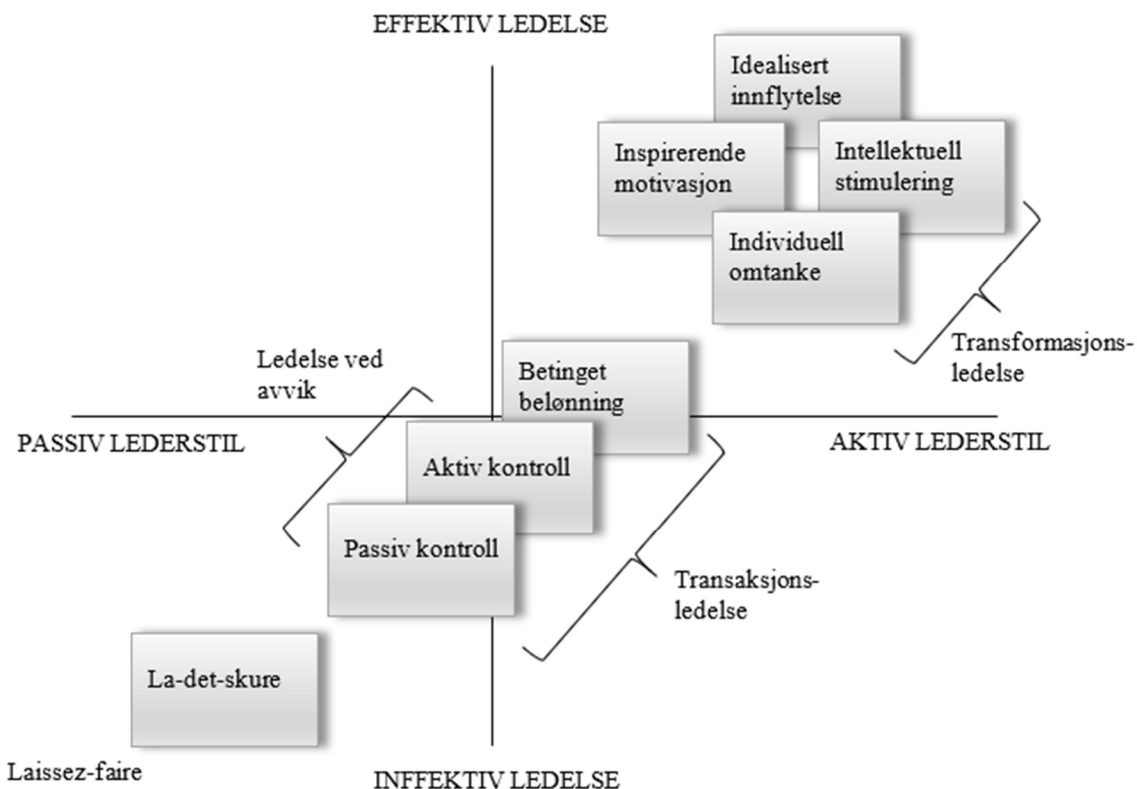 EFFEKTIV LEDELSE
Idealisert
innflytelse
Inspirerende
motivasjon
Intellektuell
stimulering
Individuell
omtanke
Transformasjons-
ledelse
Ledelse ved
avvik
Betinget
belønning
PASSIV LEDERSTIL
AKTIV LEDERSTIL
Aktiv kontroll
Passiv kontroll
Transaksjons-
ledelse
La-det-skure
Laissez-faire
INFFEKTIV LEDELSE